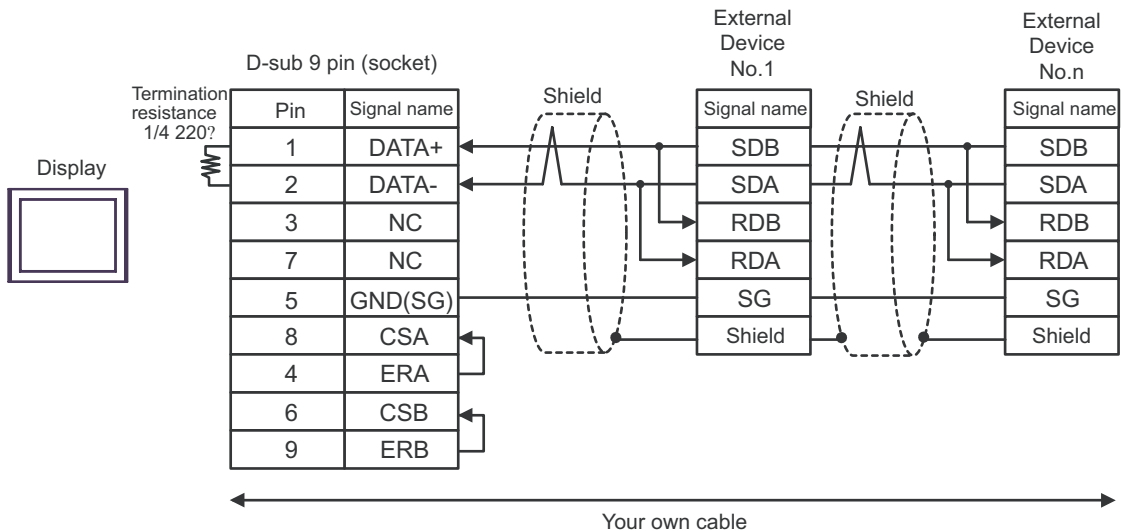 External
Device
No.1
External
Device
No.n
D-sub 9 pin (socket)
Termination
resistance
1/4 220?
Display
Shield
Shield
Pin Signal name
1 DATA+
2 DATA-
3 NC
7 NC
5 GND(SG)
8 CSA
4 ERA
6 CSB
9 ERB
Signal name
SDB
SDA
RDB
RDA
SG
Shield
Signal name
SDB
SDA
RDB
RDA
SG
Shield
Your own cable